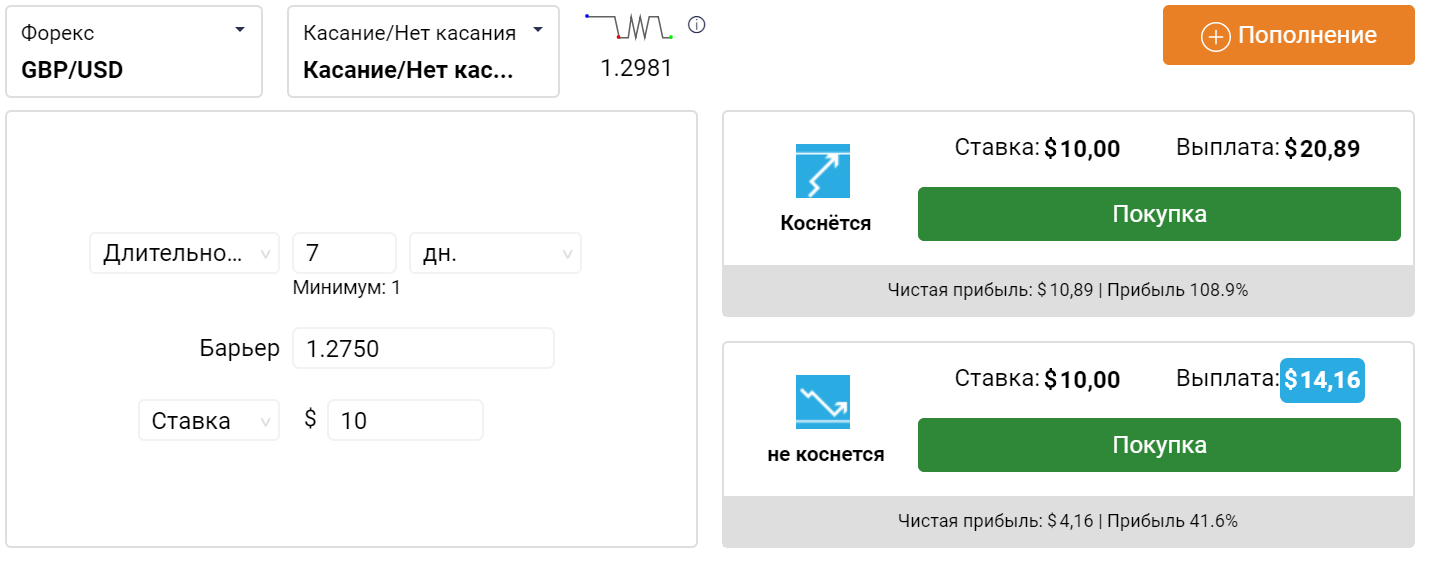 Форекс
GBP/USD
Касание/Нет касания
Касание/Нет кас...
1.2981
Пополнение
Длительно...
7
дн.
Минимум: 1
Барьер
1.2750
Ставка
$
10
Ставка: $10,00
Выплата: $20,89
Коснётся
Покупка
Чистая прибыль: $10,89 | Прибыль 108.9%
Ставка: $10,00
Выплата: $14,16
не коснется
Покупка
Чистая прибыль: $4,16 | Прибыль 41.6%